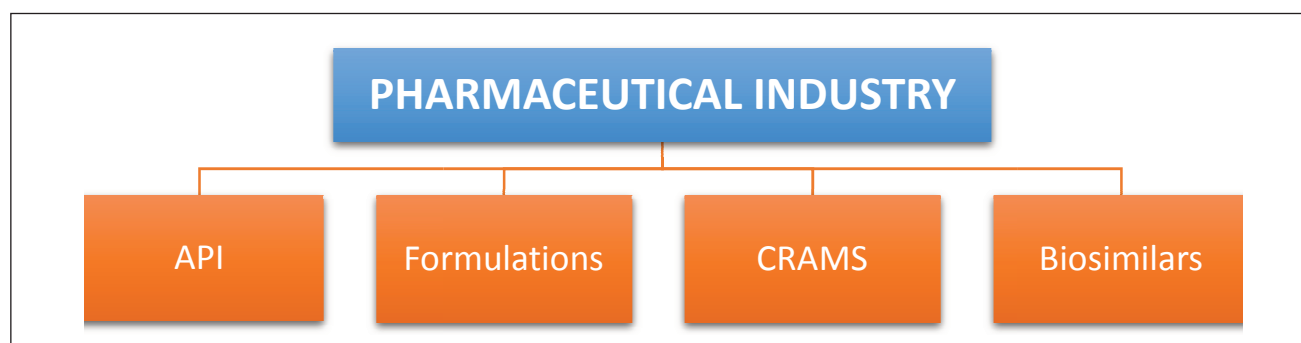 PHARMACEUTICAL INDUSTRY
API
Formulations
CRAMS
Biosimilars